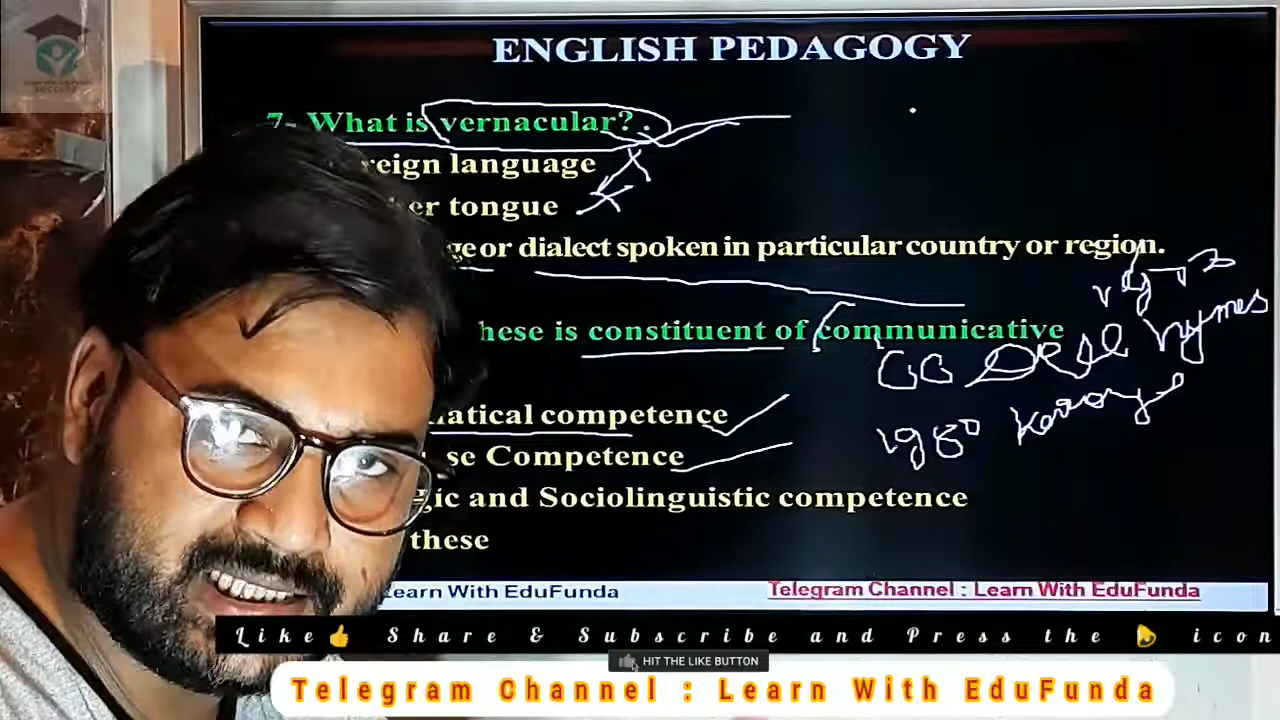 ENGLISH PEDAGOGY
7- What is vernacular? .
reign language
er tongue
ge or dialect spoken in particular country or region.
hese is constituent of communicative
atical competence
se Competence
gic and Sociolinguistic competence
these
CC
rymes
1980
Learn With EduFunda
Telegram Channel : Learn With EduFunda
Like 👍 Share & Subscribe and Press the 🔔 icon
HIT THE LIKE BUTTON
Telegram Channel : Learn With EduFunda